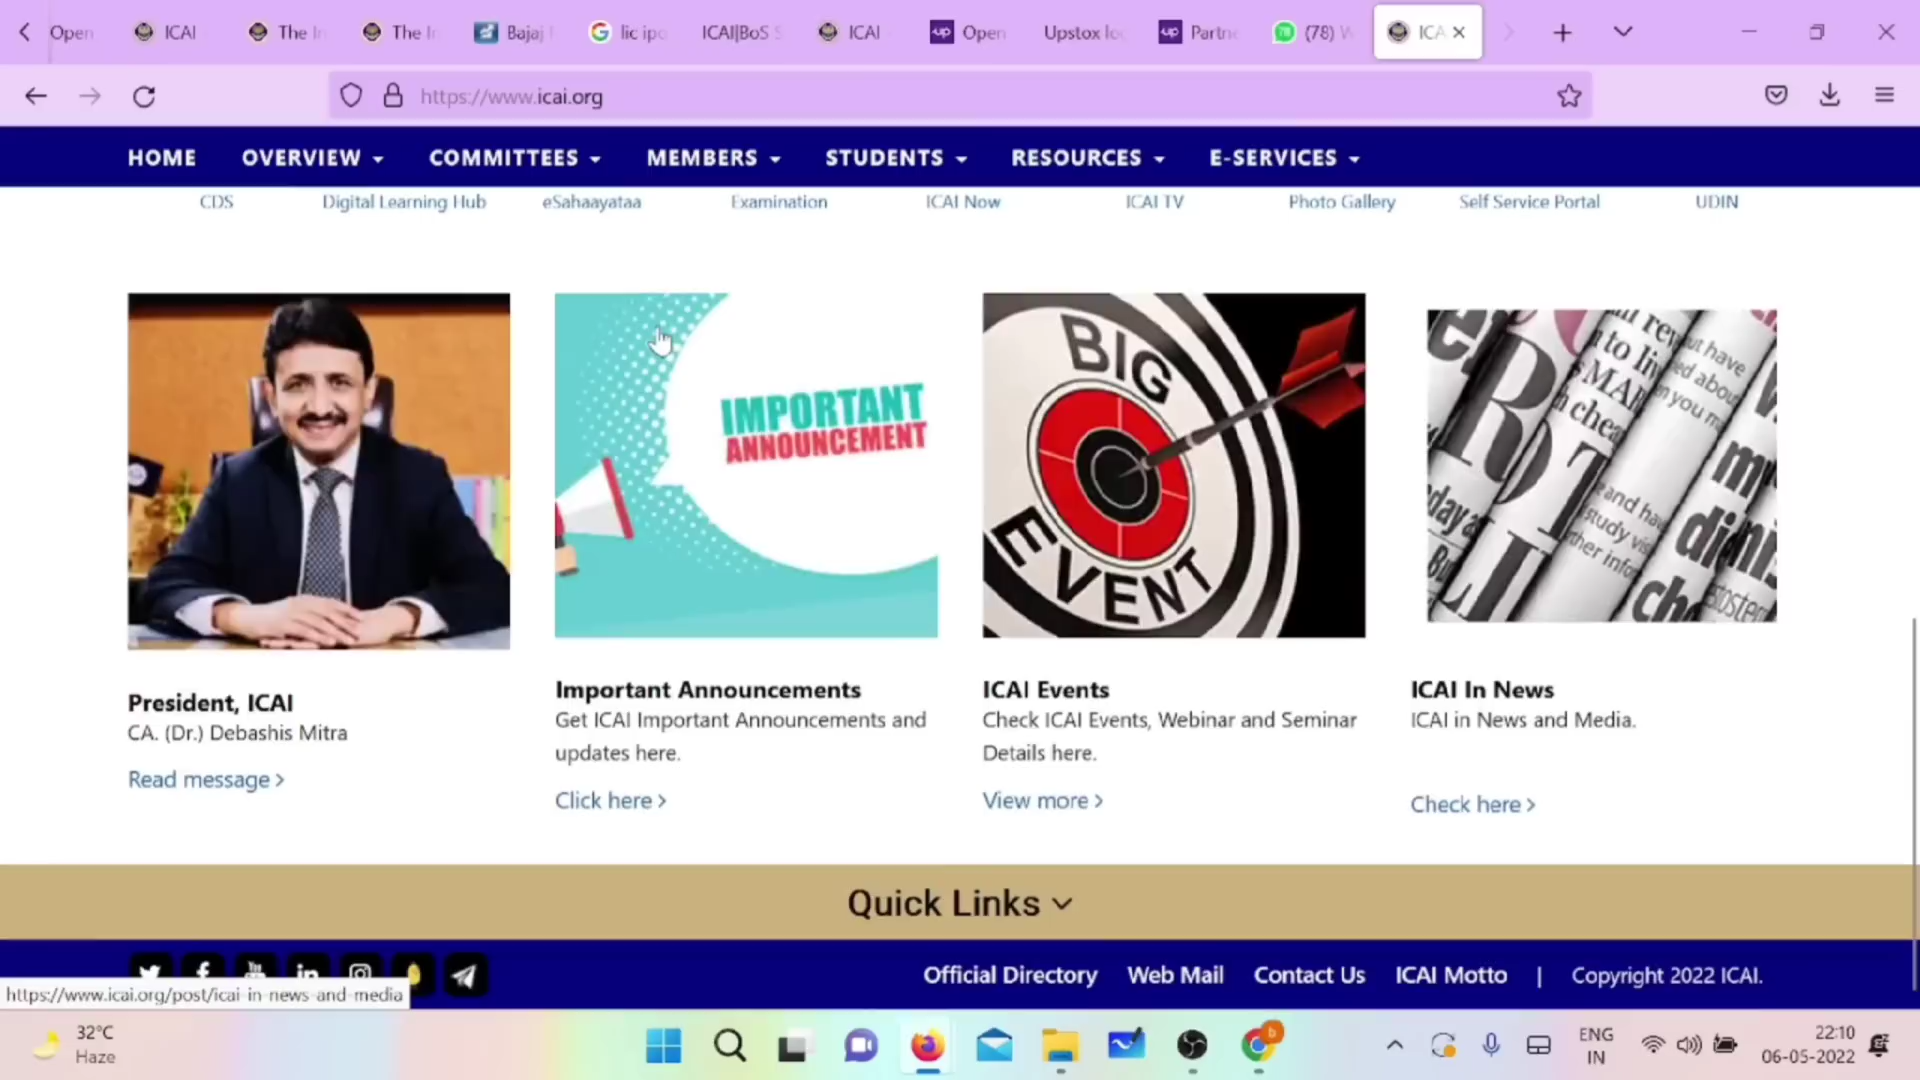 Open
ICAI
The In
The In
Bajaj
lic ipo
ICAI|BoS
ICAI
Open
Upstox lo
Partne
(78)
ICA
https://www.icai.org
HOME
OVERVIEW
COMMITTEES
MEMBERS
STUDENTS
RESOURCES
E-SERVICES
CDS
Digital Learning Hub
eSahaayataa
Examination
ICAI Now
ICAI TV
Photo Gallery
Self Service Portal
UDIN
IMPORTANT
ANNOUNCEMENT
BIG
EVENT
President, ICAI
CA. (Dr.) Debashis Mitra
Read message >
Important Announcements
Get ICAI Important Announcements and
updates here.
Click here >
ICAI Events
Check ICAI Events, Webinar and Seminar
Details here.
View more >
ICAI In News
ICAI in News and Media.
Check here >
Quick Links
Official Directory
Web Mail
Contact Us
ICAI Motto
|
Copyright 2022 ICAI.
https://www.icai.org/post/icai-in-news-and-media
32°C
Haze
ENG
IN
22:10
06-05-2022